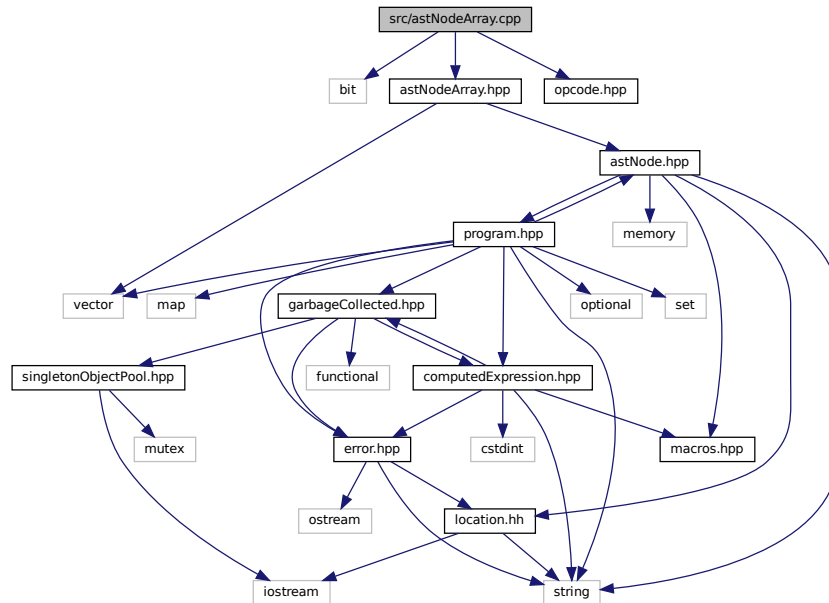 src/astNodeArray.cpp
bit
astNodeArray.hpp
opcode.hpp
astNode.hpp
program.hpp
memory
vector
map
garbageCollected.hpp
optional
set
singletonObjectPool.hpp
functional
computedExpression.hpp
mutex
error.hpp
cstdint
macros.hpp
ostream
location.hh
iostream
string